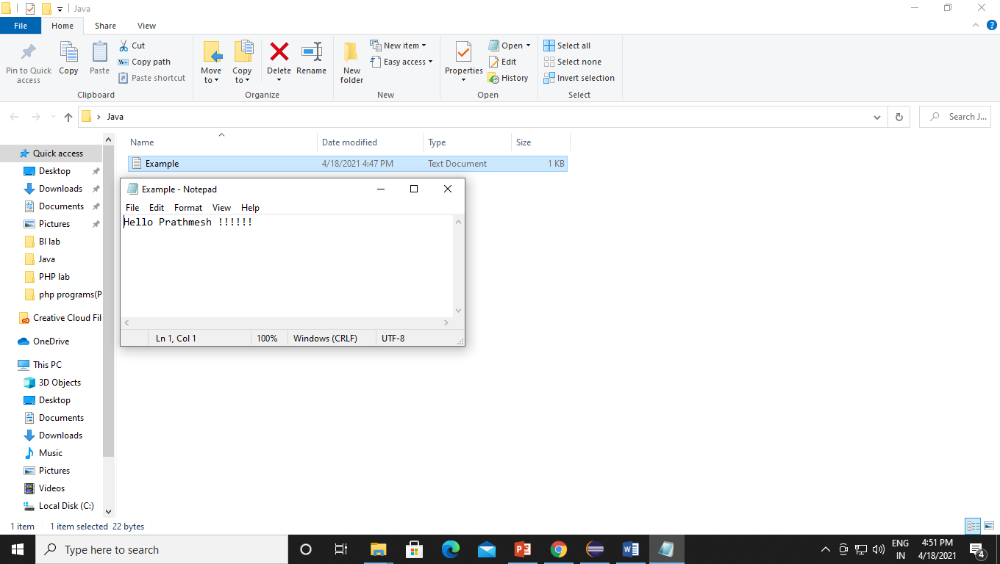 Java
File Home Share View
Pin to Quick access
Copy
Paste
Cut
Copy path
Paste shortcut
Clipboard
Move to
Copy to
Delete
Rename
Organize
New folder
New item
Easy access
New
Properties
Open
Edit
History
Open
Select all
Select none
Invert selection
Select
Java
Search J...
Name Date modified Type Size
Example 4/18/2021 4:47 PM Text Document 1 KB
Quick access
Desktop
Downloads
Documents
Pictures
BI lab
Java
PHP lab
php programs(P
Creative Cloud Fil
OneDrive
This PC
3D Objects
Desktop
Documents
Downloads
Music
Pictures
Videos
Local Disk (C:)
Example - Notepad
File Edit Format View Help
Hello Prathmesh !!!!!!
Ln 1, Col 1 100% Windows (CRLF) UTF-8
1 item 1 item selected 22 bytes
Type here to search
ENG
IN
4:51 PM
4/18/2021
4